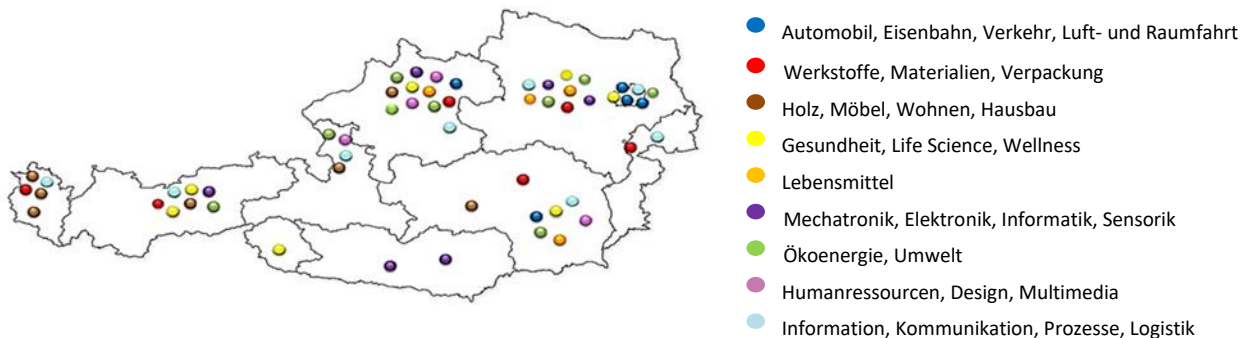 Automobil, Eisenbahn, Verkehr, Luft- und Raumfahrt
Werkstoffe, Materialien, Verpackung
Holz, Möbel, Wohnen, Hausbau
Gesundheit, Life Science, Wellness
Lebensmittel
Mechatronik, Elektronik, Informatik, Sensorik
Ökoenergie, Umwelt
Humanressourcen, Design, Multimedia
Information, Kommunikation, Prozesse, Logistik